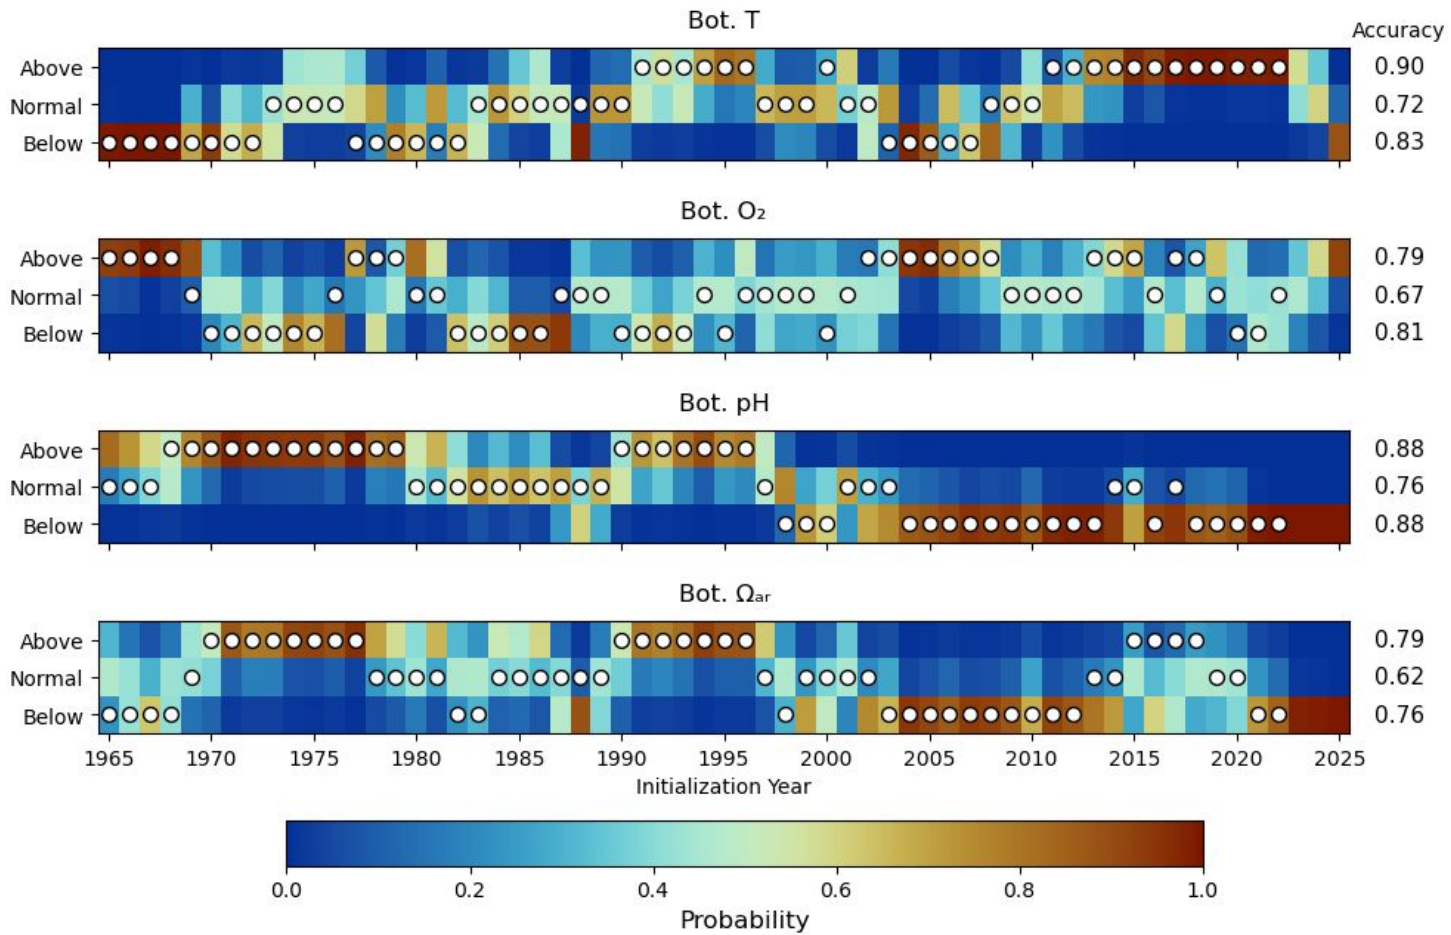 Bot. T
Accuracy
Above 0.90
Normal 0.72
Below 0.83
Bot. O₂
Above 0.79
Normal 0.67
Below 0.81
Bot. pH
Above 0.88
Normal 0.76
Below 0.88
Bot. Ωₐᵣ
Above 0.79
Normal 0.62
Below 0.76
1965 1970 1975 1980 1985 1990 1995 2000 2005 2010 2015 2020 2025
Initialization Year
0.0 0.2 0.4 0.6 0.8 1.0
Probability